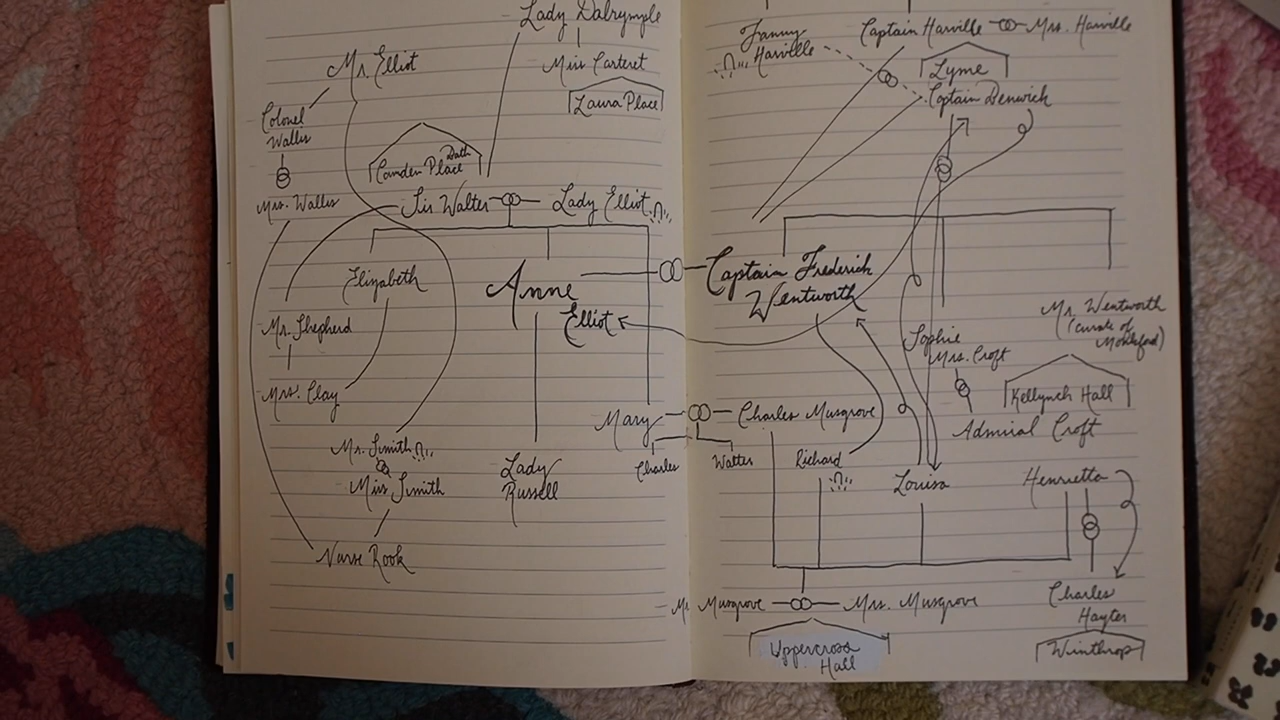 Lady Dalrymple
Mr. Elliot
Miss Carteret
Laura Place
Colonel
Wallis
Bath
Camden Place
Mrs. Wallis
Sir Walter
Lady Elliot
Elizabeth
Anne
Elliot
Mr. Shepherd
Mrs. Clay
Mary
Charles
Walter
Mr. Smith
Miss Smith
Lady
Russell
Nurse Rook
Fanny
Harville
Captain Harville
Mrs. Harville
Lyme
Captain Benwick
Captain Frederick
Wentworth
Mr. Wentworth
(curate of
Monkford)
Sophie
Mrs. Croft
Kellynch Hall
Admiral Croft
Charles Musgrove
Richard
Louisa
Henrietta
Mr Musgrove
Mrs. Musgrove
Charles
Hayter
Uppercross
Hall
Winthrop